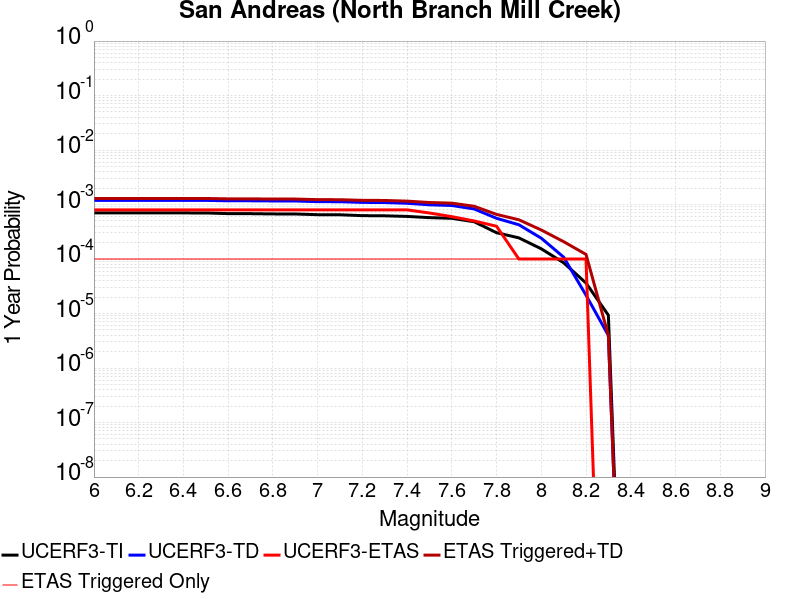 San Andreas (North Branch Mill Creek)
10 0
10 -1
10 -2
10 -3
10 -4
10 -5
10 -6
10 -7
10 -8
1 Year Probability
6 6.2 6.4 6.6 6.8 7 7.2 7.4 7.6 7.8 8 8.2 8.4 8.6 8.8 9
Magnitude
UCERF3-TI UCERF3-TD UCERF3-ETAS ETAS Triggered+TD
ETAS Triggered Only